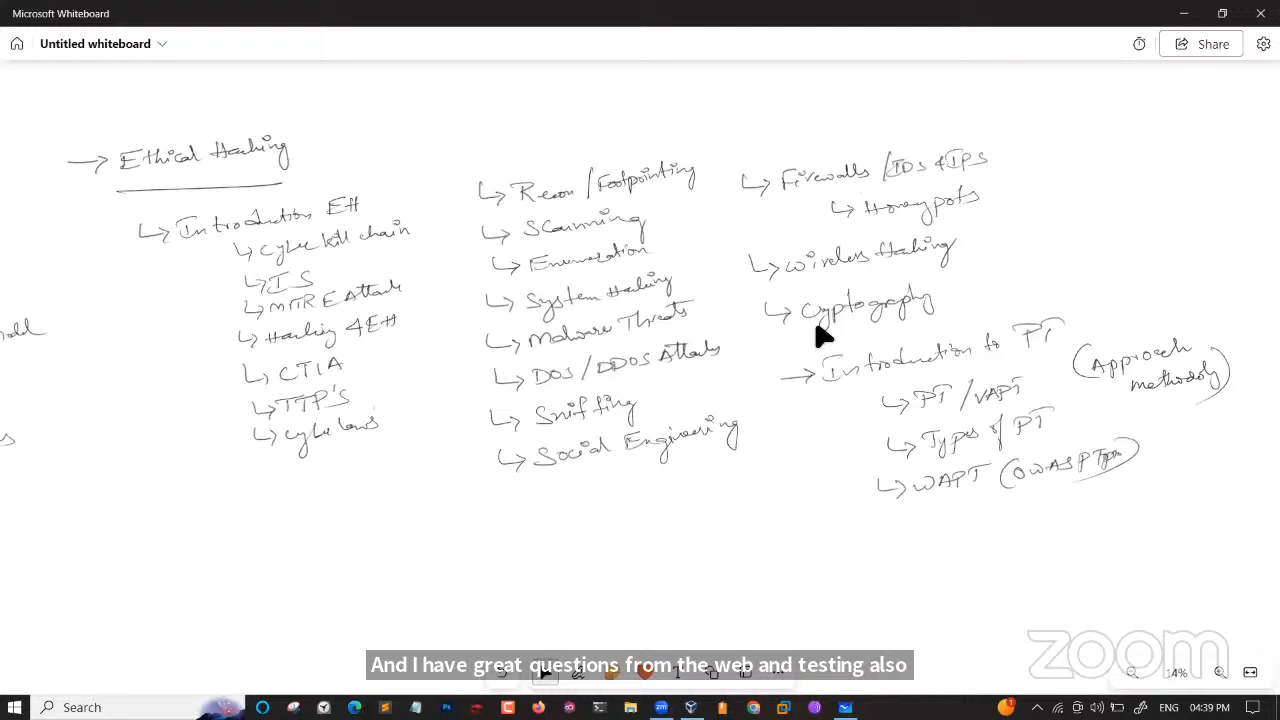 Microsoft Whiteboard
Untitled whiteboard
Share
→ Ethical Hacking
↳ Introduction EH
↳ Cyber kill chain
↳ IS
↳ MITRE Attack
↳ Hacking & EH
↳ CTIA
↳ TTP's
↳ Cyber laws
↳ Recon / Footprinting
↳ Scanning
↳ Enumeration
↳ System Hacking
↳ Malware Threats
↳ DOS / DDOS Attacks
↳ Sniffing
↳ Social Engineering
↳ Firewalls / IDS & IPS
↳ Honeypots
↳ Wireless Hacking
↳ Cryptography
→ Introduction to PT
(Approach
methodoly)
↳ PT / VAPT
↳ Types of PT
↳ WAPT (OWASP
And I have great questions from the web and testing also
zoom
14%
Search
ENG
04:39 PM